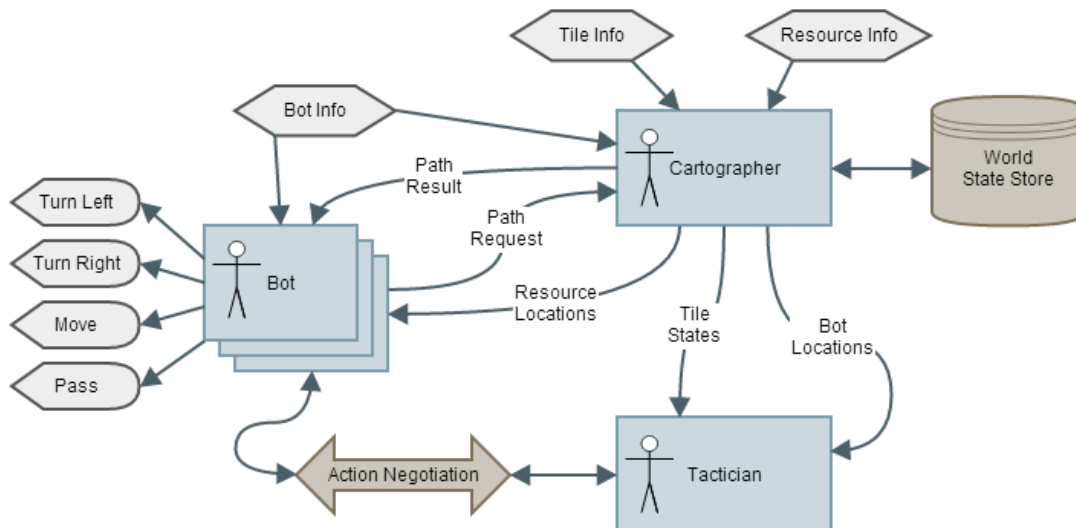 Tile Info
Resource Info
Bot Info
Cartographer
World
State Store
Path
Result
Turn Left
Path
Request
Turn Right
Bot
Resource
Locations
Move
Tile
States
Bot
Locations
Pass
Action Negotiation
Tactician